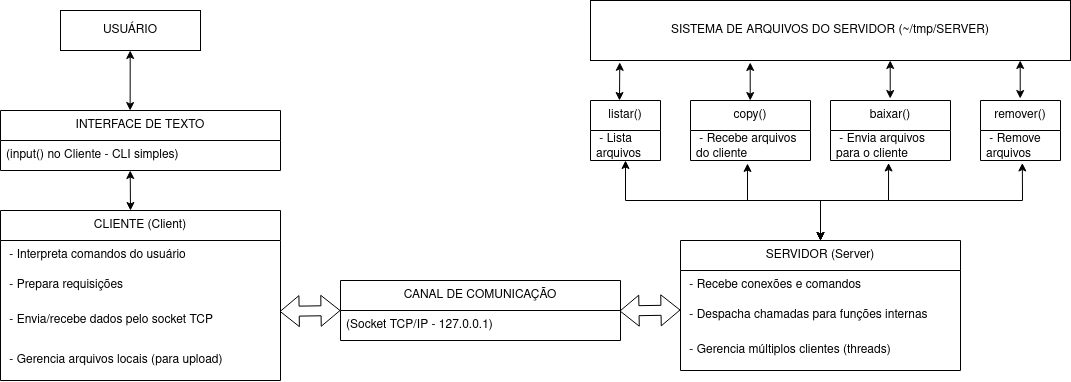 USUÁRIO
INTERFACE DE TEXTO
(input() no Cliente - CLI simples)
CLIENTE (Client)
- Interpreta comandos do usuário
- Prepara requisições
- Envia/recebe dados pelo socket TCP
- Gerencia arquivos locais (para upload)
CANAL DE COMUNICAÇÃO
(Socket TCP/IP - 127.0.0.1)
SISTEMA DE ARQUIVOS DO SERVIDOR (~/tmp/SERVER)
listar()
- Lista
arquivos
copy()
- Recebe arquivos
do cliente
baixar()
- Envia arquivos
para o cliente
remover()
- Remove
arquivos
SERVIDOR (Server)
- Recebe conexões e comandos
- Despacha chamadas para funções internas
- Gerencia múltiplos clientes (threads)